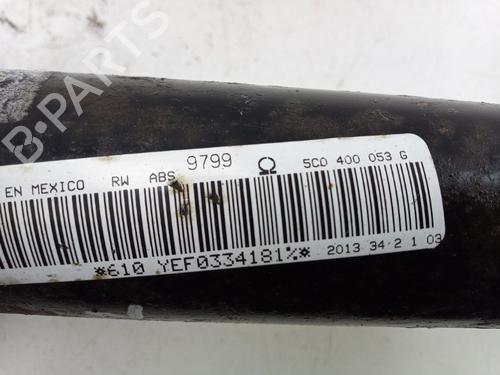 B-PARTS
EN MEXICO RW ABS 9799 Ω 5C0 400 053 G
*610 YEF0334181%* 2013 34 2 1 03